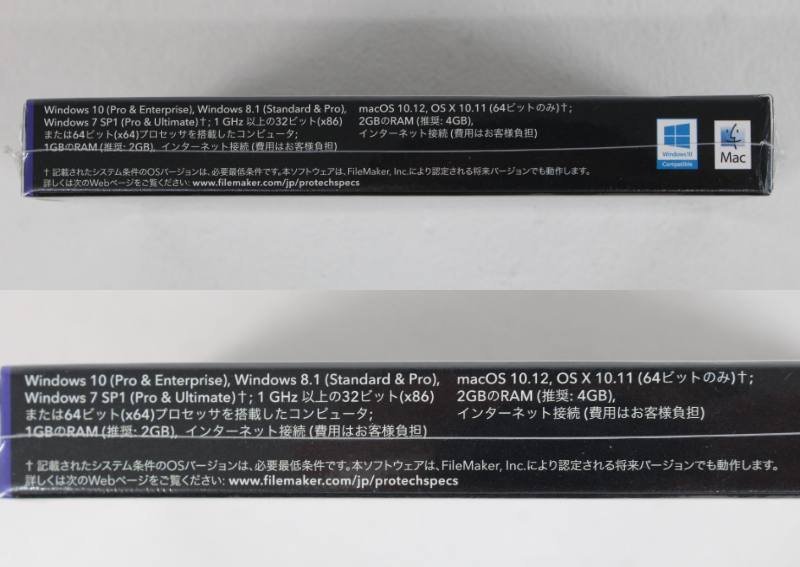 Windows 10 (Pro & Enterprise), Windows 8.1 (Standard & Pro),
Windows 7 SP1 (Pro & Ultimate)†; 1 GHz 以上の32ビット(x86)
または64ビット(x64)プロセッサを搭載したコンピュータ;
1GBのRAM (推奨: 2GB), インターネット接続 (費用はお客様負担)
macOS 10.12, OS X 10.11 (64ビットのみ)†;
2GBのRAM (推奨: 4GB),
インターネット接続 (費用はお客様負担)
† 記載されたシステム条件のOSバージョンは、必要最低条件です。本ソフトウェアは、FileMaker, Inc.により認定される将来バージョンでも動作します。
詳しくは次のWebページをご覧ください: www.filemaker.com/jp/protechspecs
Windows10
Compatible
Mac
Windows 10 (Pro & Enterprise), Windows 8.1 (Standard & Pro),
Windows 7 SP1 (Pro & Ultimate)†; 1 GHz 以上の32ビット(x86)
または64ビット(x64)プロセッサを搭載したコンピュータ;
1GBのRAM (推奨: 2GB), インターネット接続 (費用はお客様負担)
macOS 10.12, OS X 10.11 (64ビットのみ)†;
2GBのRAM (推奨: 4GB),
インターネット接続 (費用はお客様負担)
† 記載されたシステム条件のOSバージョンは、必要最低条件です。本ソフトウェアは、FileMaker, Inc.により認定される将来バージョンでも動作します。
詳しくは次のWebページをご覧ください: www.filemaker.com/jp/protechspecs